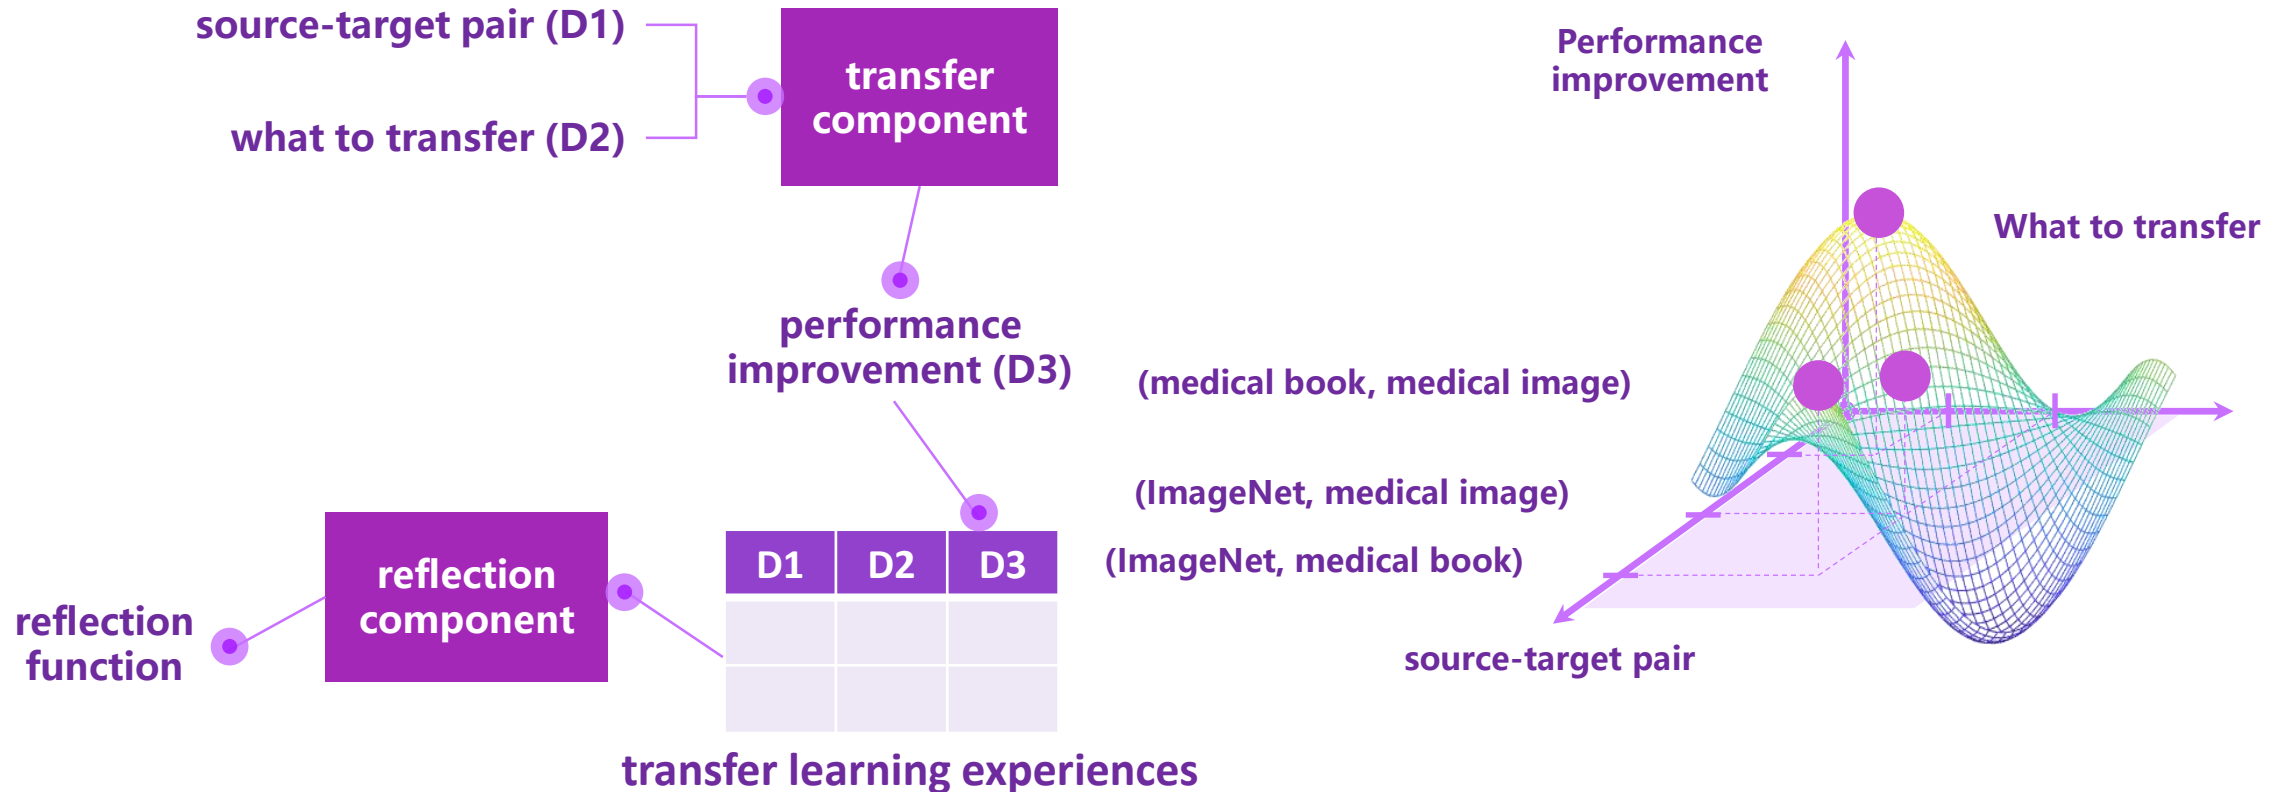 source-target pair (D1)
what to transfer (D2)
transfer
component
performance
improvement (D3)
D1 D2 D3
reflection
component
reflection
function
transfer learning experiences
Performance
improvement
What to transfer
(medical book, medical image)
(ImageNet, medical image)
(ImageNet, medical book)
source-target pair